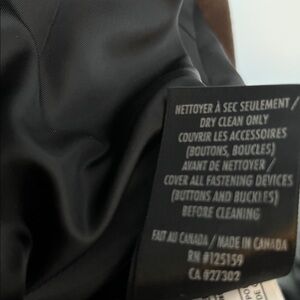 NETTOYER À SEC SEULEMENT /
DRY CLEAN ONLY
COUVRIR LES ACCESSOIRES
(BOUTONS, BOUCLES)
AVANT DE NETTOYER /
COVER ALL FASTENING DEVICES
(BUTTONS AND BUCKLES)
BEFORE CLEANING
FAIT AU CANADA / MADE IN CANADA
RN #125159
CA #27302